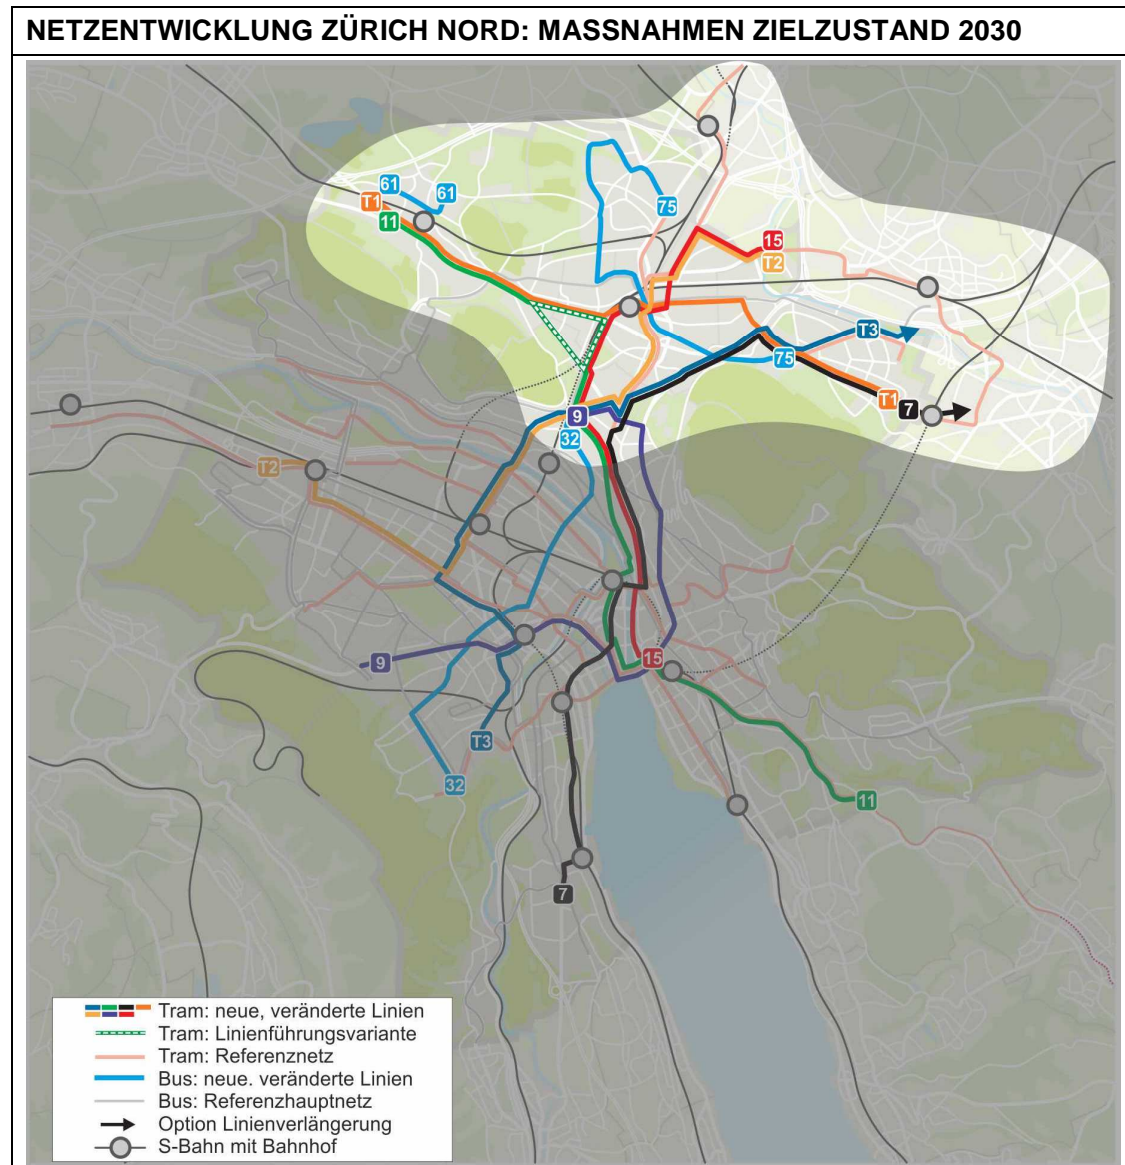 NETZENTWICKLUNG ZÜRICH NORD: MASSNAHMEN ZIELZUSTAND 2030
61
61
T1
11
75
15
T2
T3
75
T1
7
9
32
T2
9
15
T3
32
11
7
Tram: neue, veränderte Linien
Tram: Linienführungsvariante
Tram: Referenznetz
Bus: neue. veränderte Linien
Bus: Referenzhauptnetz
Option Linienverlängerung
S-Bahn mit Bahnhof